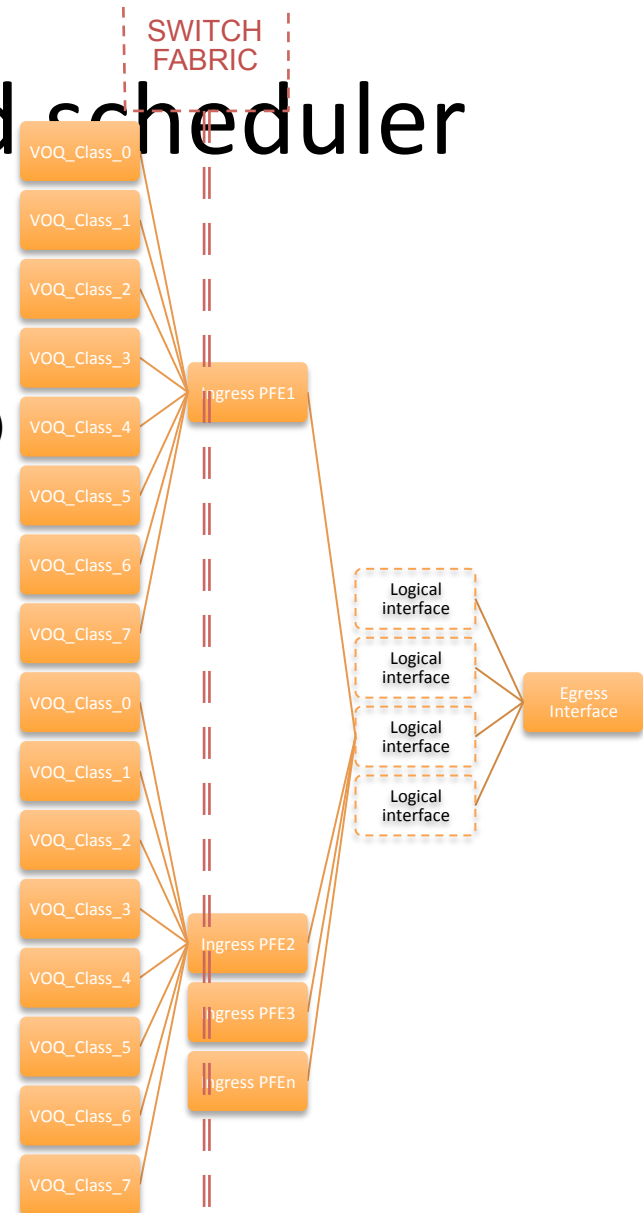 SWITCH
FABRIC
d scheduler
)
VOQ_Class_0
VOQ_Class_1
VOQ_Class_2
VOQ_Class_3
VOQ_Class_4
VOQ_Class_5
VOQ_Class_6
VOQ_Class_7
Ingress PFE1
VOQ_Class_0
VOQ_Class_1
VOQ_Class_2
VOQ_Class_3
VOQ_Class_4
VOQ_Class_5
VOQ_Class_6
VOQ_Class_7
Ingress PFE2
Ingress PFE3
Ingress PFEn
Logical
interface
Logical
interface
Logical
interface
Logical
interface
Egress
Interface